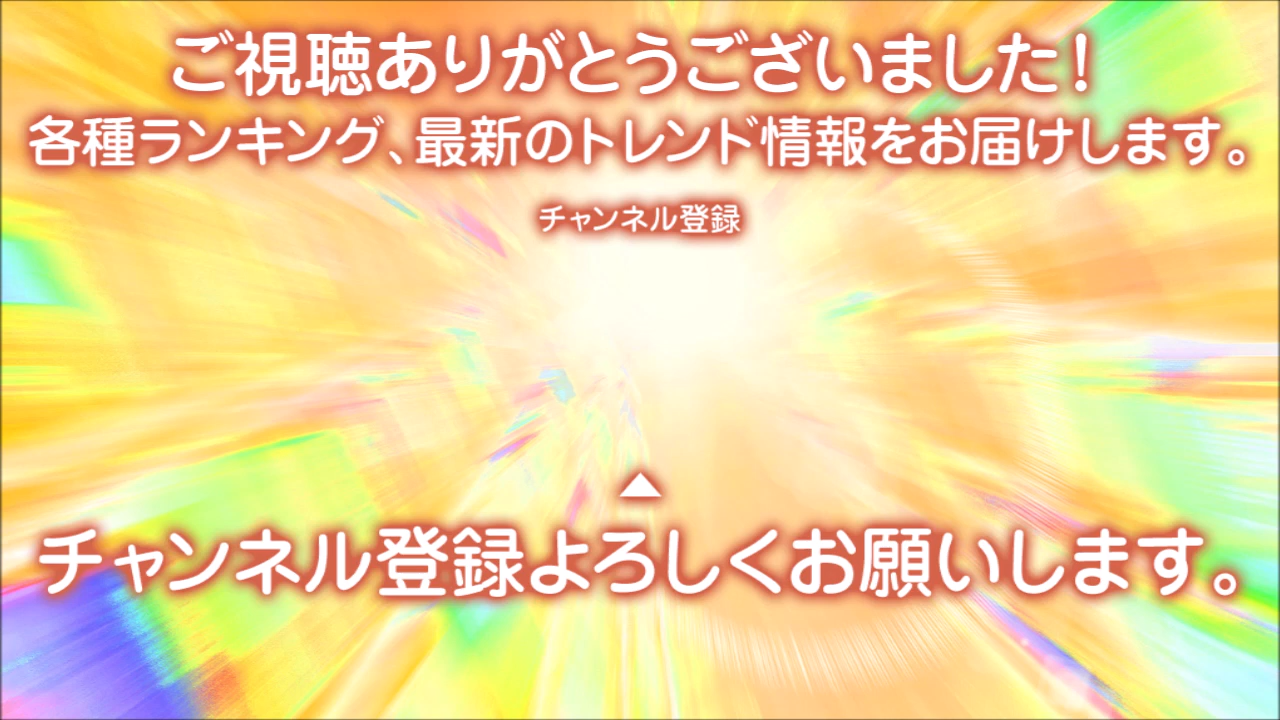 ご視聴ありがとうございました!
各種ランキング、最新のトレンド情報をお届けします。
チャンネル登録
チャンネル登録よろしくお願いします。